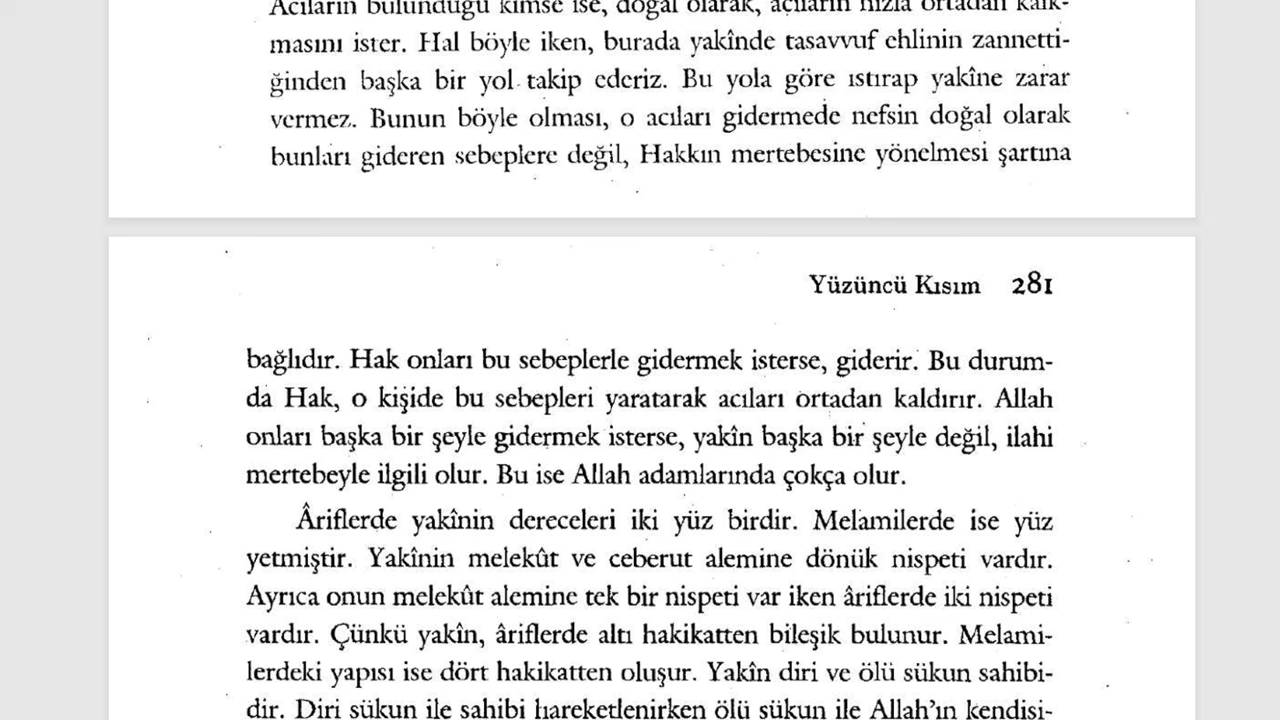 Acıların bulunduğu kimse ise, doğal olarak, acıların hızla ortadan kalk-
masını ister. Hal böyle iken, burada yakînde tasavvuf ehlinin zannetti-
ğinden başka bir yol takip ederiz. Bu yola göre ıstırap yakîne zarar
vermez. Bunun böyle olması, o acıları gidermede nefsin doğal olarak
bunları gideren sebeplere değil, Hakkın mertebesine yönelmesi şartına
Yüzüncü Kısım 281
bağlıdır. Hak onları bu sebeplerle gidermek isterse, giderir. Bu durum-
da Hak, o kişide bu sebepleri yaratarak acıları ortadan kaldırır. Allah
onları başka bir şeyle gidermek isterse, yakîn başka bir şeyle değil, ilahi
mertebeyle ilgili olur. Bu ise Allah adamlarında çokça olur.
Âriflerde yakînin dereceleri iki yüz birdir. Melamilerde ise yüz
yetmiştir. Yakînin melekût ve ceberut alemine dönük nispeti vardır.
Ayrıca onun melekût alemine tek bir nispeti var iken âriflerde iki nispeti
vardır. Çünkü yakîn, âriflerde altı hakikatten bileşik bulunur. Melami-
lerdeki yapısı ise dört hakikatten oluşur. Yakîn diri ve ölü sükun sahibi-
dir. Diri sükun ile sahibi hareketlenirken ölü sükun ile Allah'ın kendisi-